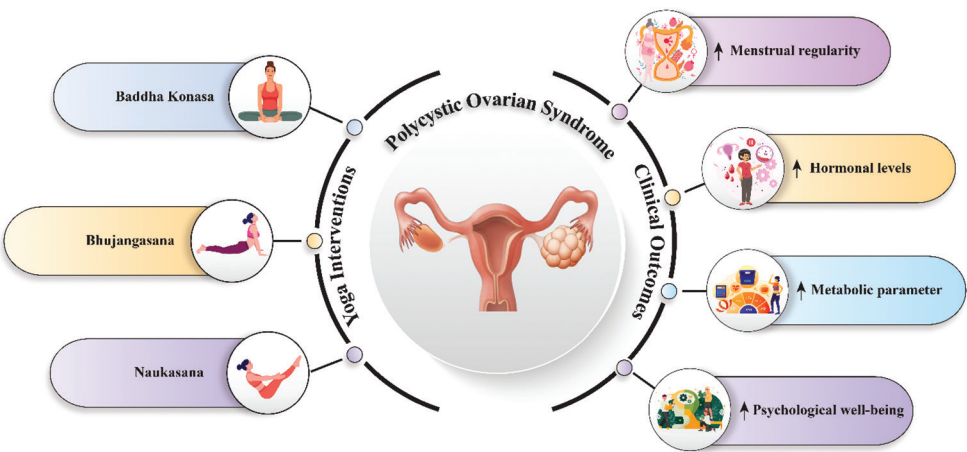 Polycystic Ovarian Syndrome
Yoga Interventions
Baddha Konasa
Bhujangasana
Naukasana
Clinical Outcomes
↑ Menstrual regularity
↑ Hormonal levels
↑ Metabolic parameter
↑ Psychological well-being